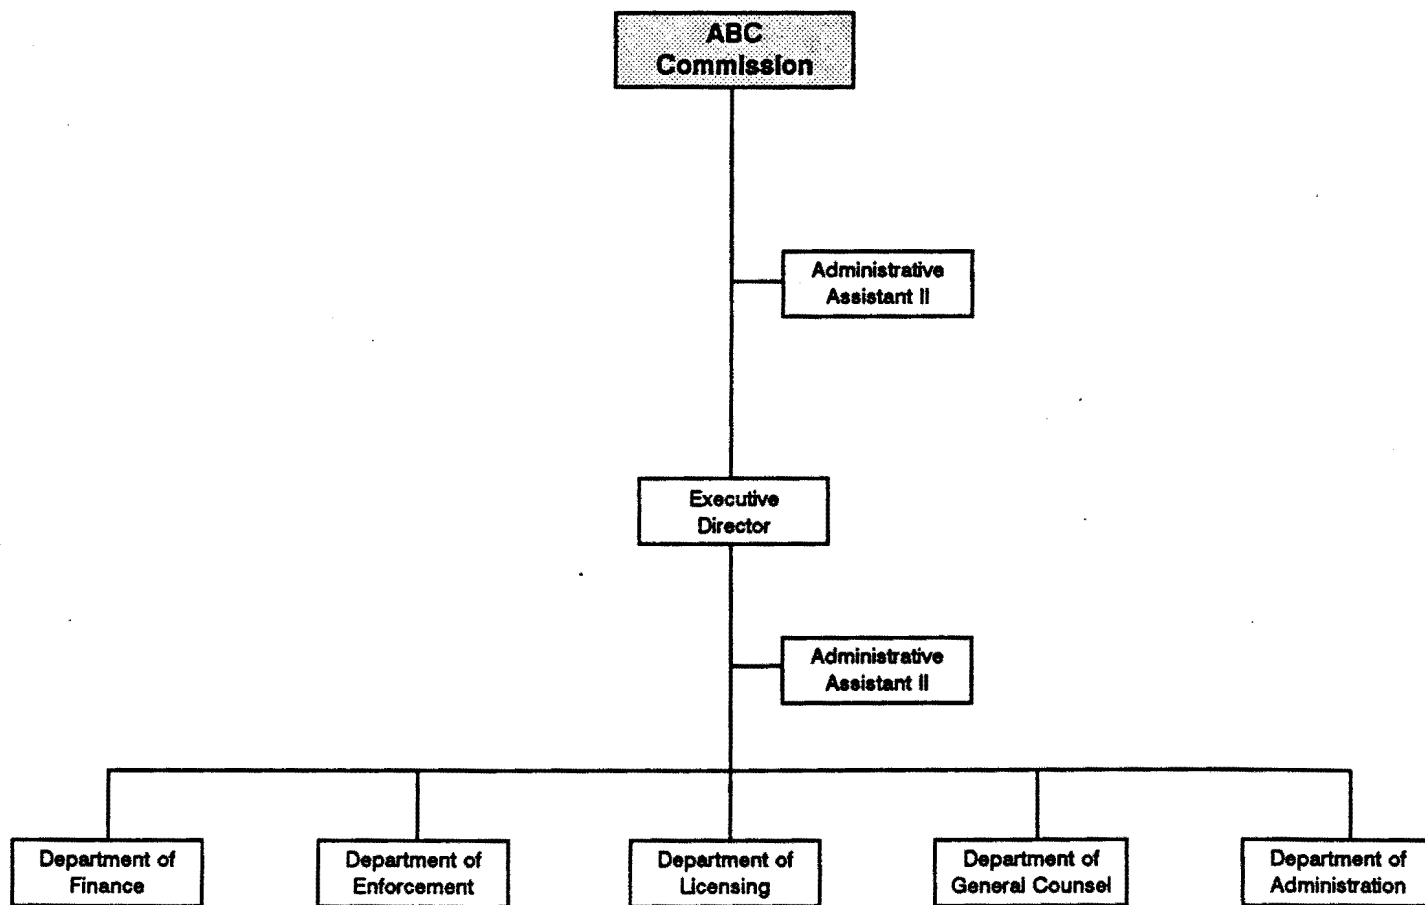 ABC
Commission
Administrative
Assistant II
Executive
Director
Administrative
Assistant II
Department of
Finance
Department of
Enforcement
Department of
Licensing
Department of
General Counsel
Department of
Administration